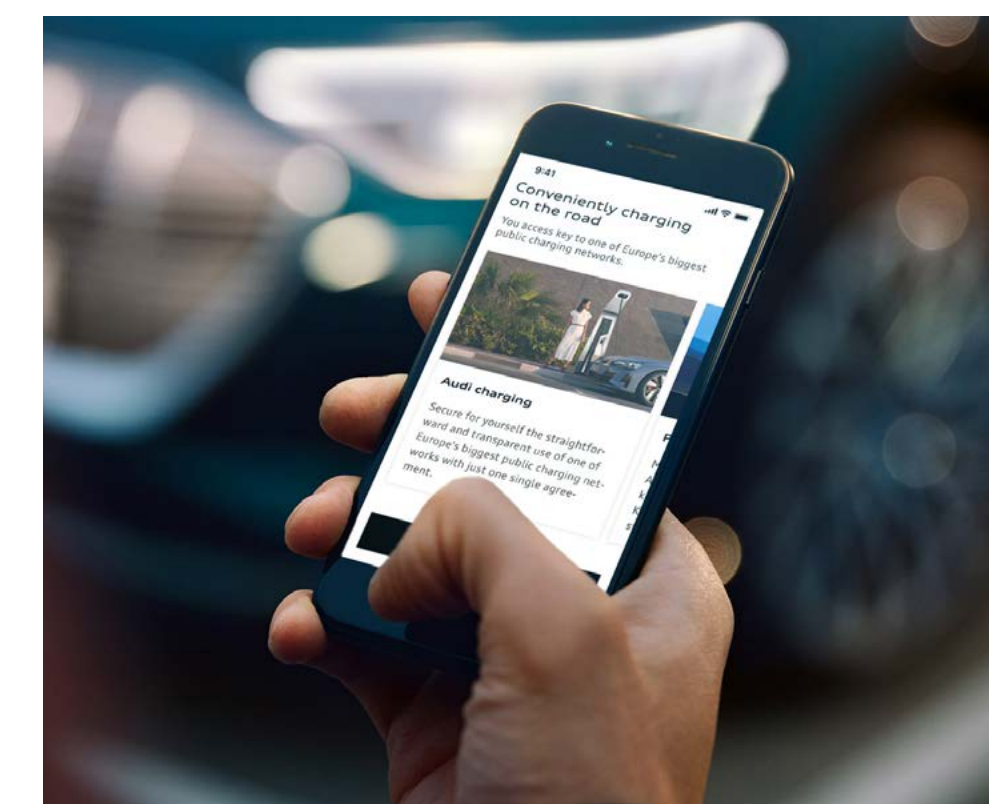 9:41
Conveniently charging
on the road
You access key to one of Europe's biggest
public charging networks.
Audi charging
Secure for yourself the straightfor-
ward and transparent use of one of
Europe's biggest public charging net-
works with just one single agree-
ment.